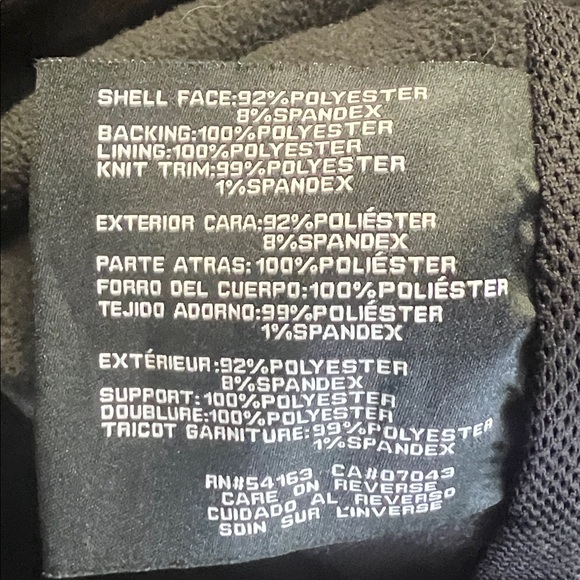 SHELL FACE:92%POLYESTER
8%SPANDEX
BACKING:100%POLYESTER
LINING:100%POLYESTER
KNIT TRIM:99%POLYESTER
1%SPANDEX
EXTERIOR CARA:92%POLIÉSTER
8%SPANDEX
PARTE ATRAS:100%POLIÉSTER
FORRO DEL CUERPO:100%POLIÉSTER
TEJIDO ADORNO:99%POLIÉSTER
1%SPANDEX
EXTÉRIEUR:92%POLYESTER
8%SPANDEX
SUPPORT:100%POLYESTER
DOUBLURE:100%POLYESTER
TRICOT GARNITURE:99%POLYESTER
1%SPANDEX
RN#54163 CA#07049
CARE ON REVERSE
CUIDADO AL REVERSO
SOIN SUR L'INVERSE